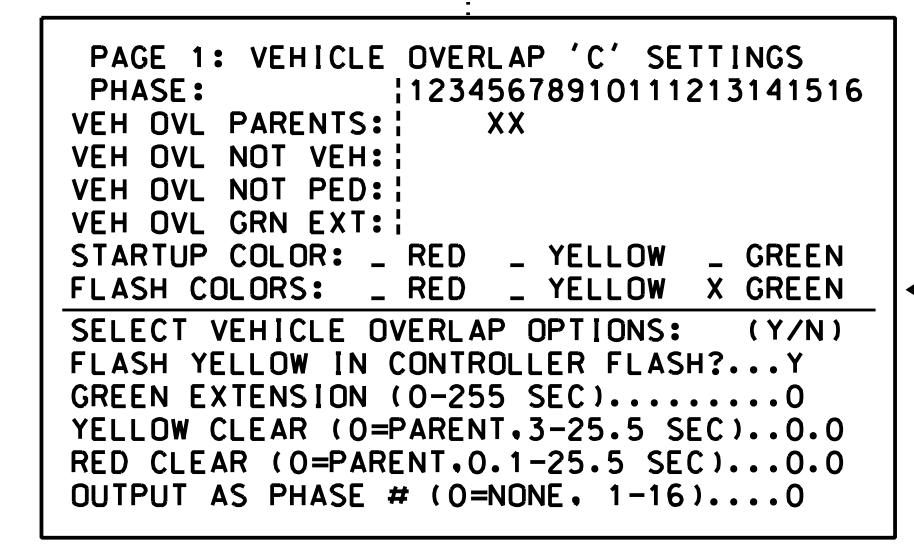 PAGE 1: VEHICLE OVERLAP 'C' SETTINGS
PHASE: ¦12345678910111213141516
VEH OVL PARENTS:¦ XX
VEH OVL NOT VEH:¦
VEH OVL NOT PED:¦
VEH OVL GRN EXT:¦
STARTUP COLOR: _ RED _ YELLOW _ GREEN
FLASH COLORS: _ RED _ YELLOW X GREEN
SELECT VEHICLE OVERLAP OPTIONS: (Y/N)
FLASH YELLOW IN CONTROLLER FLASH?...Y
GREEN EXTENSION (0-255 SEC).........0
YELLOW CLEAR (0=PARENT,3-25.5 SEC)..0.0
RED CLEAR (0=PARENT,0.1-25.5 SEC)...0.0
OUTPUT AS PHASE # (0=NONE, 1-16)....0